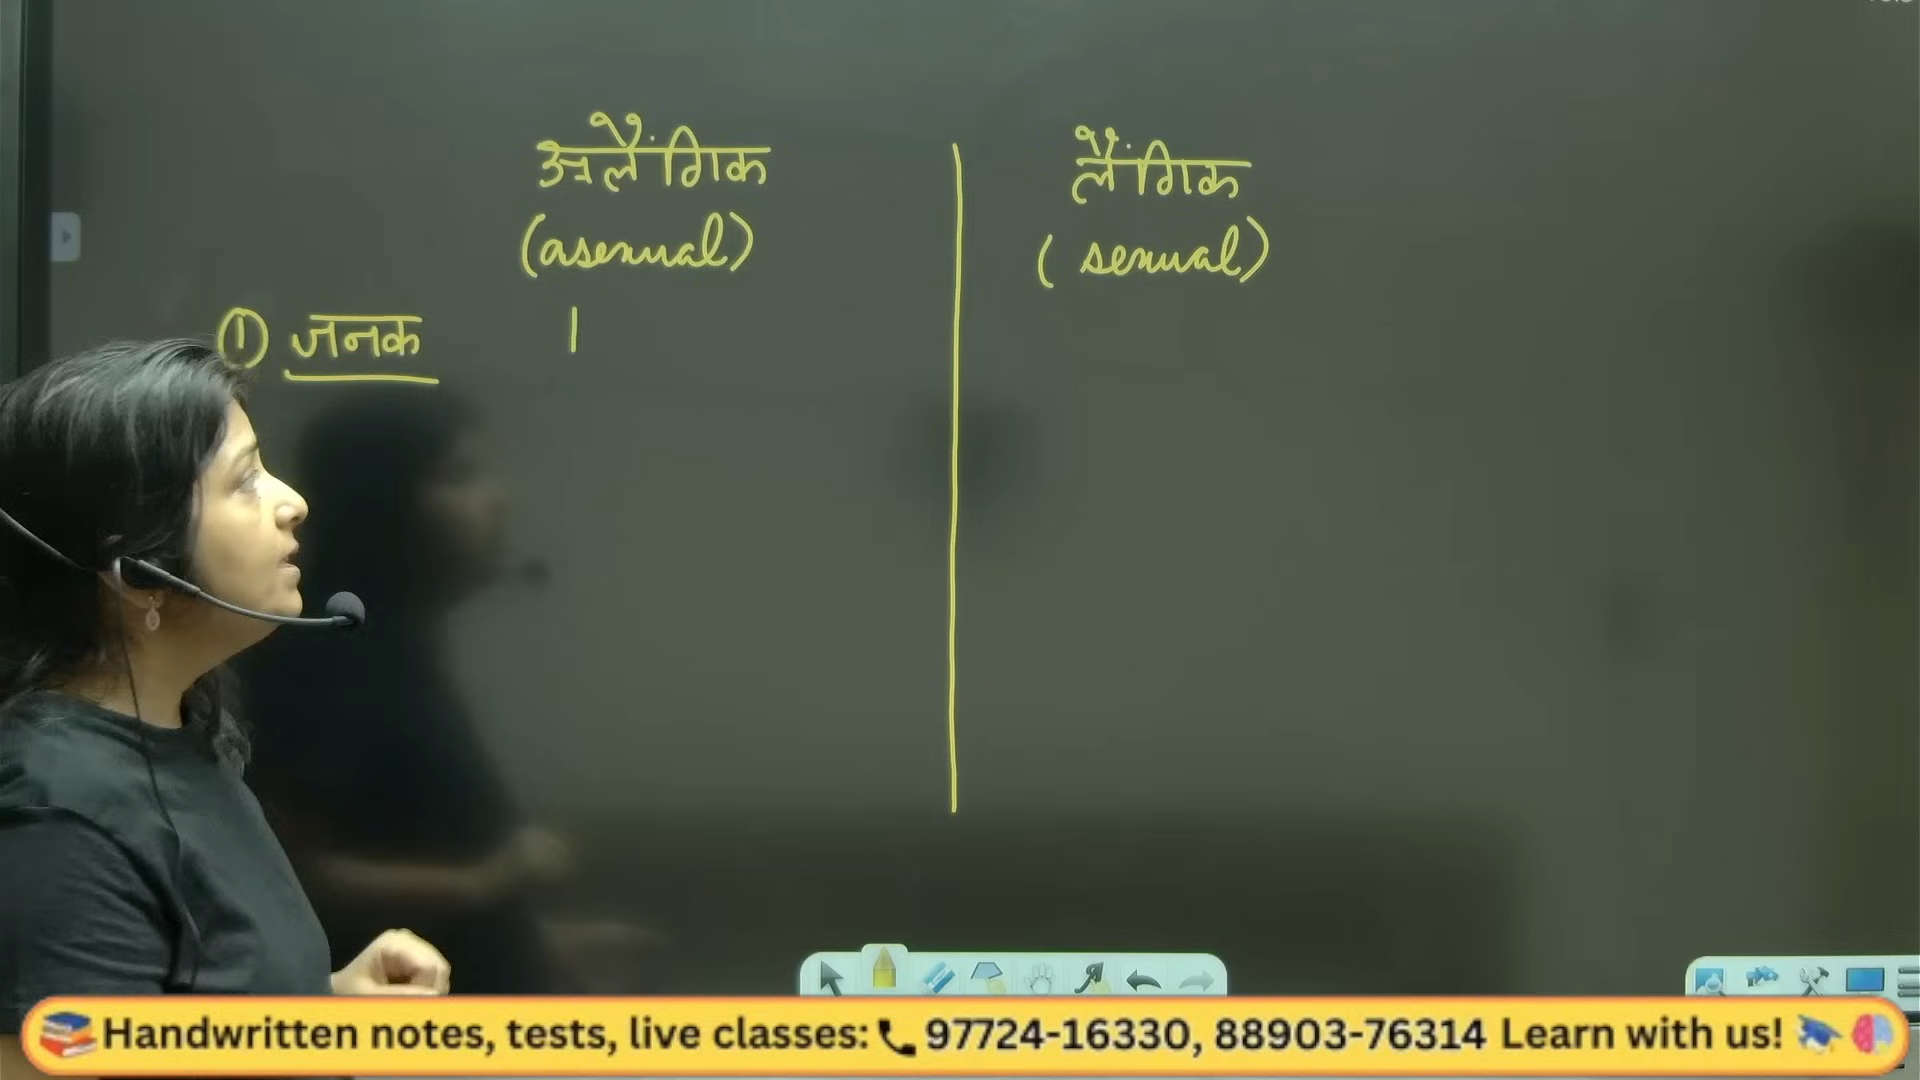 अलैंगिक
लैंगिक
(asexual)
(sexual)
① जनक 1
Handwritten notes, tests, live classes: 97724-16330, 88903-76314 Learn with us!